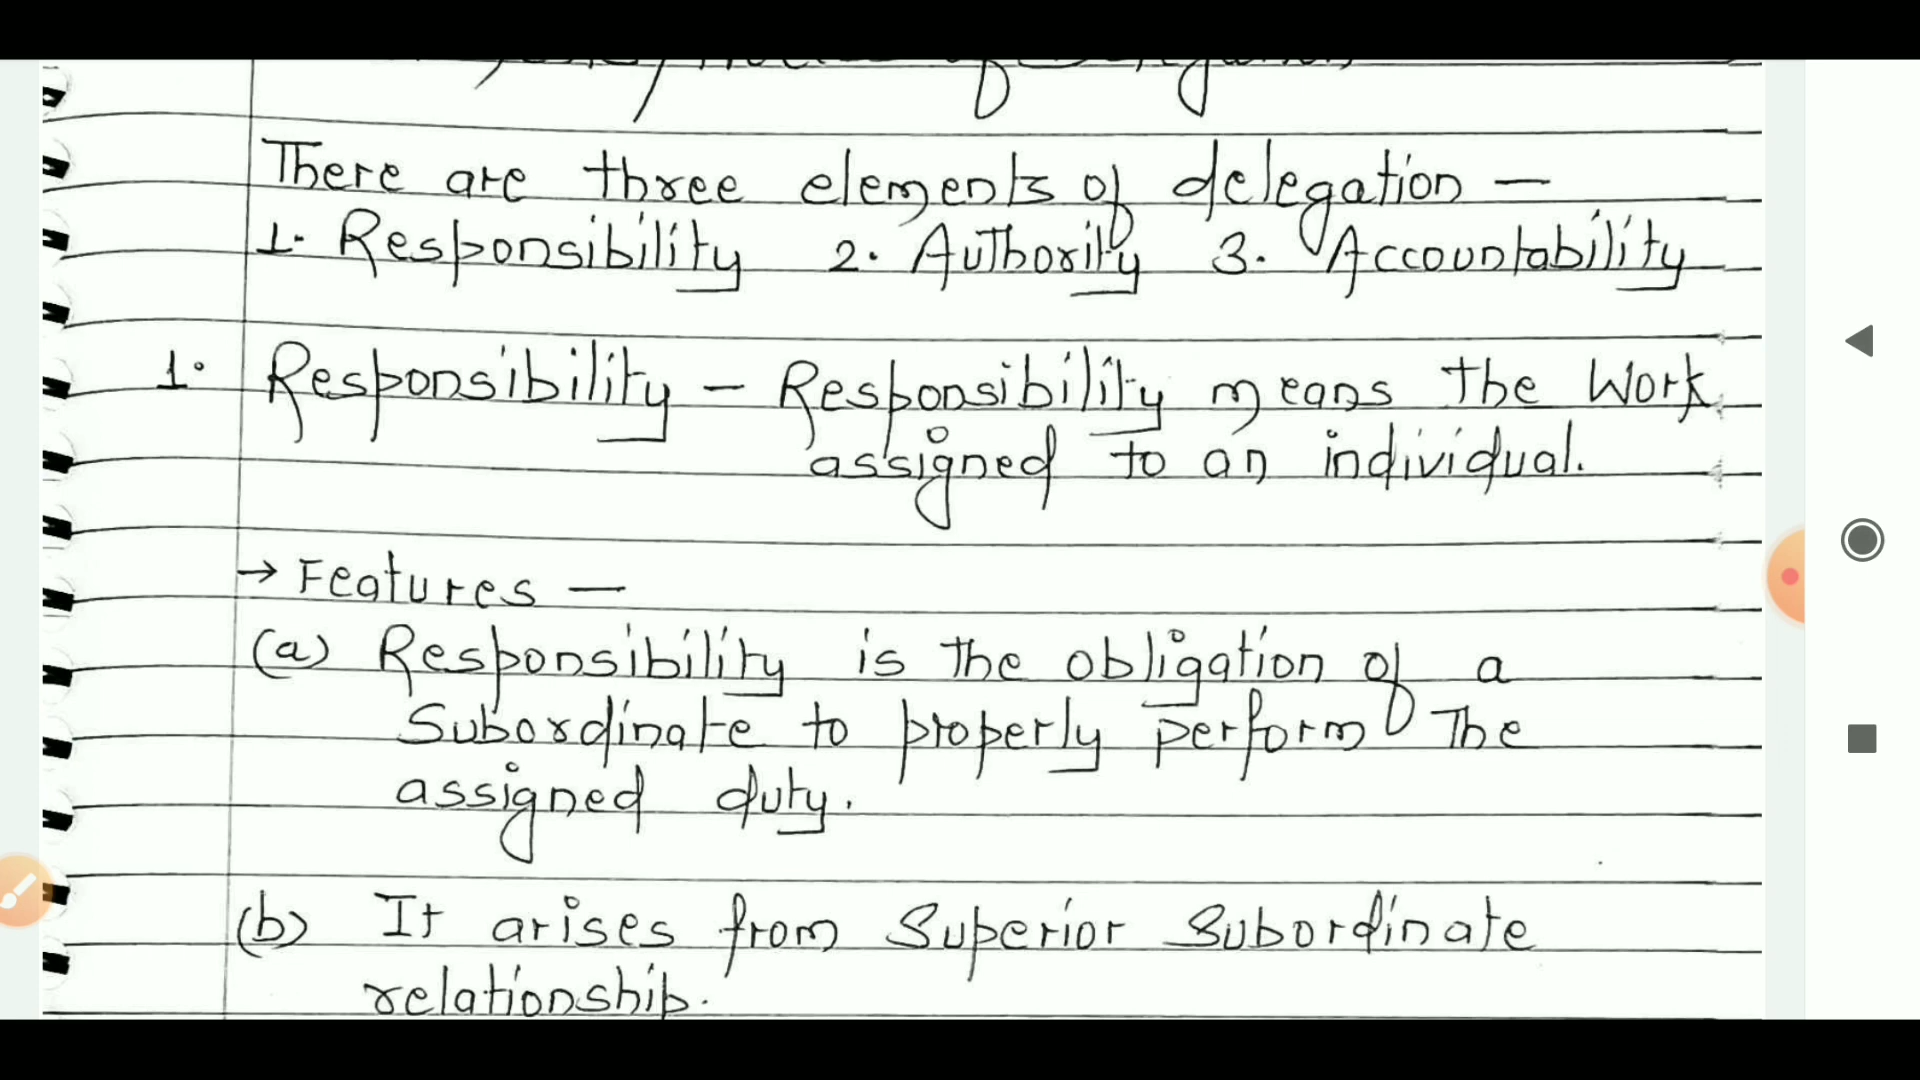 of Delegation
There are three elements of delegation —
1. Responsibility 2. Authority 3. Accountability
1. Responsibility – Responsibility means the Work
assigned to an individual.
→ Features —
(a) Responsibility is the obligation of a
Subordinate to properly perform The
assigned duty.
(b) It arises from Superior Subordinate
relationship.